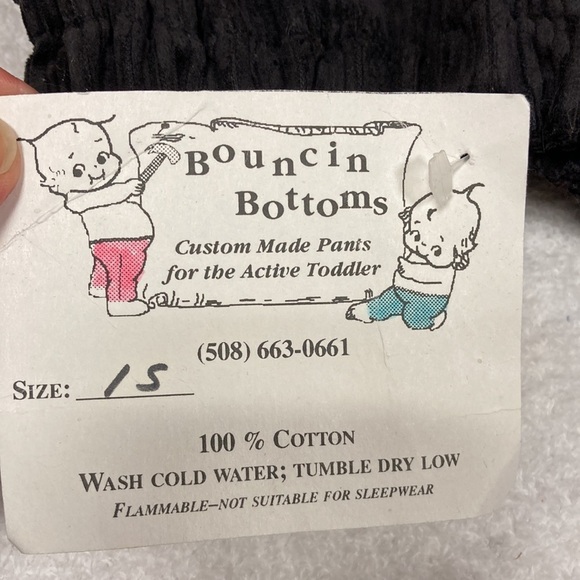 Bouncin
Bottoms
Custom Made Pants
for the Active Toddler
(508) 663-0661
SIZE: 1S
100 % COTTON
WASH COLD WATER; TUMBLE DRY LOW
FLAMMABLE–NOT SUITABLE FOR SLEEPWEAR